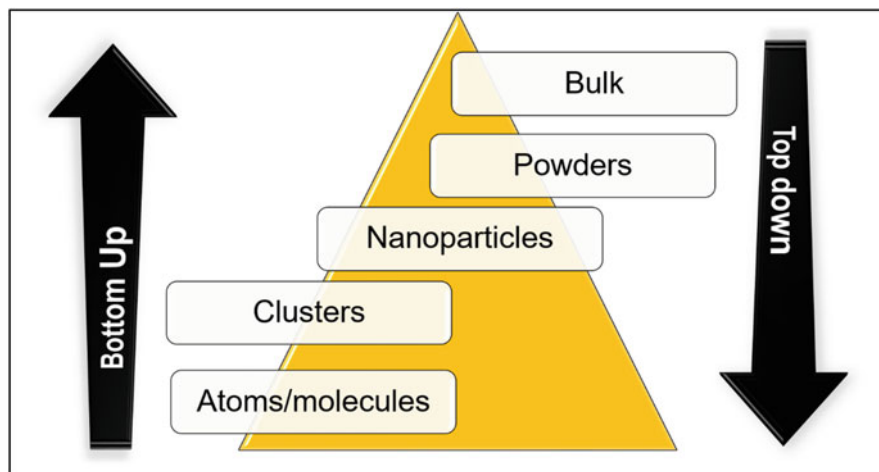 Bulk
Powders
Nanoparticles
Clusters
Atoms/molecules
Bottom Up
Top down